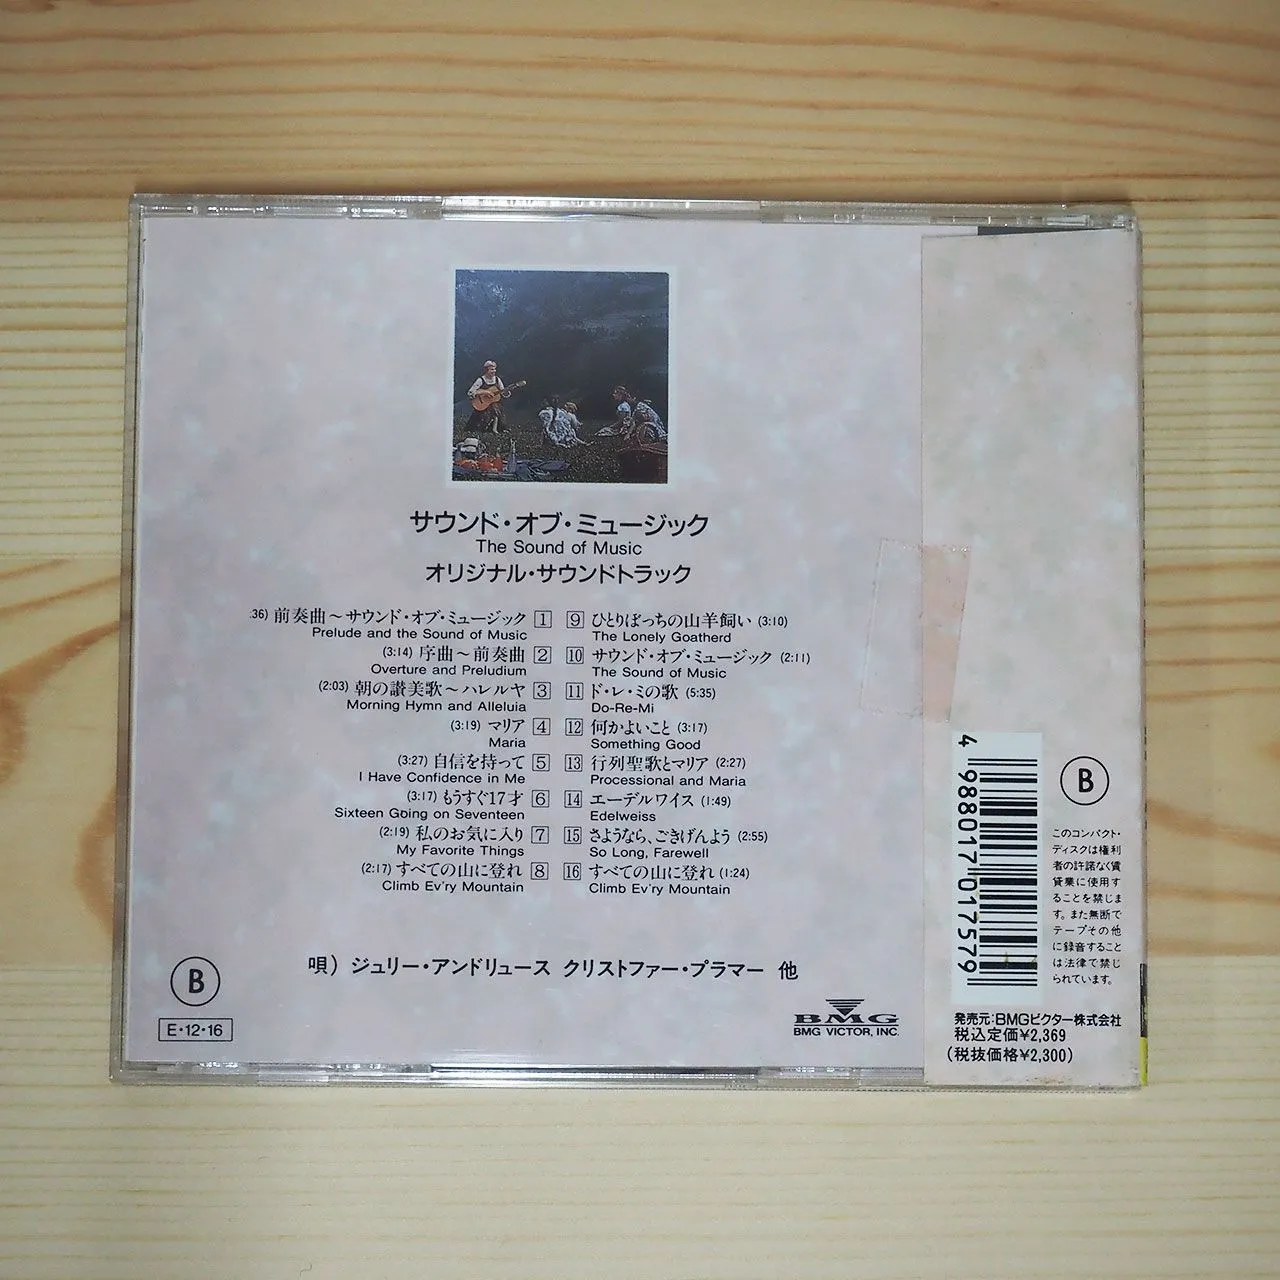 サウンド・オブ・ミュージック
The Sound of Music
オリジナル・サウンドトラック
36) 前奏曲～サウンド・オブ・ミュージック 1
Prelude and the Sound of Music
(3:14) 序曲～前奏曲 2
Overture and Preludium
(2:03) 朝の讃美歌～ハレルヤ 3
Morning Hymn and Alleluia
(3:19) マリア 4
Maria
(3:27) 自信を持って 5
I Have Confidence in Me
(3:17) もうすぐ17才 6
Sixteen Going on Seventeen
(2:19) 私のお気に入り 7
My Favorite Things
(2:17) すべての山に登れ 8
Climb Ev'ry Mountain
9 ひとりぼっちの山羊飼い (3:10)
The Lonely Goatherd
10 サウンド・オブ・ミュージック (2:11)
The Sound of Music
11 ド・レ・ミの歌 (5:35)
Do-Re-Mi
12 何かよいこと (3:17)
Something Good
13 行列聖歌とマリア (2:27)
Processional and Maria
14 エーデルワイス (1:49)
Edelweiss
15 さようなら、ごきげんよう (2:55)
So Long, Farewell
16 すべての山に登れ (1:24)
Climb Ev'ry Mountain
唄) ジュリー・アンドリュース クリストファー・プラマー 他
B
E・12・16
BMG
BMG VICTOR, INC.
4 988017 017579
B
このコンパクト・
ディスクは権利
者の許諾なく賃
貸業に使用す
ることを禁じま
す。また無断で
テープその他
に録音すること
は法律で禁じ
られています。
発売元：BMGビクター株式会社
税込定価¥2,369
(税抜価格¥2,300)